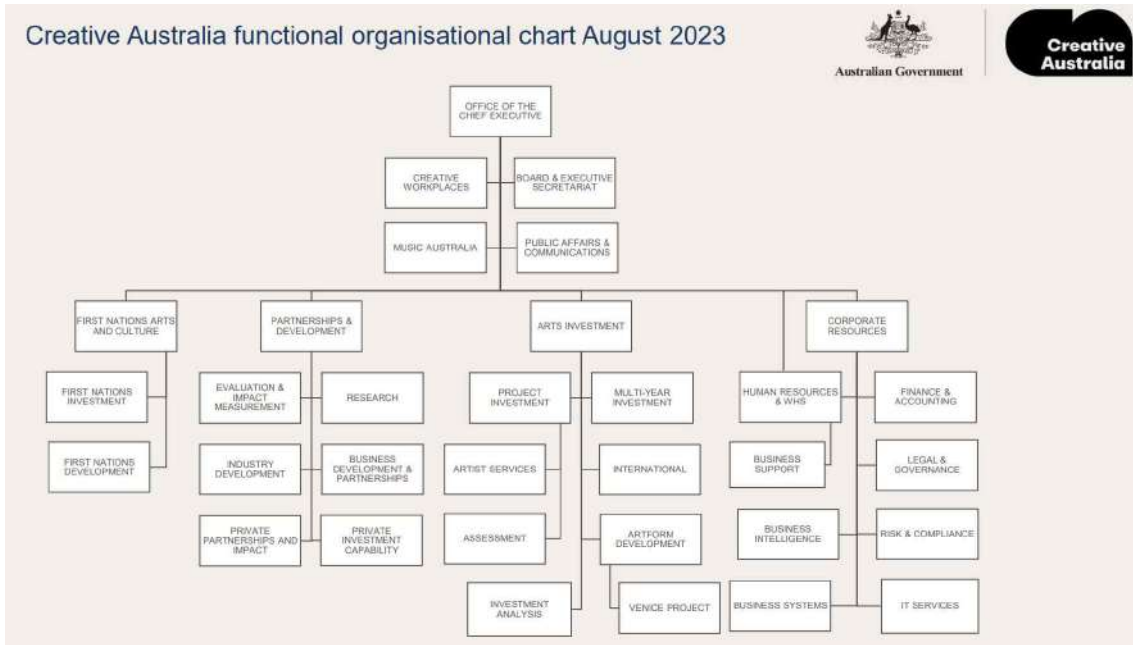 Creative Australia functional organisational chart August 2023
Australian Government
Creative
Australia
OFFICE OF THE
CHIEF EXECUTIVE
CREATIVE
WORKPLACES
BOARD & EXECUTIVE
SECRETARIAT
MUSIC AUSTRALIA
PUBLIC AFFAIRS &
COMMUNICATIONS
FIRST NATIONS ARTS
AND CULTURE
PARTNERSHIPS &
DEVELOPMENT
ARTS INVESTMENT
CORPORATE
RESOURCES
FIRST NATIONS
INVESTMENT
EVALUATION &
IMPACT
MEASUREMENT
RESEARCH
PROJECT
INVESTMENT
MULTI-YEAR
INVESTMENT
HUMAN RESOURCES
& WHS
FINANCE &
ACCOUNTING
FIRST NATIONS
DEVELOPMENT
INDUSTRY
DEVELOPMENT
BUSINESS
DEVELOPMENT &
PARTNERSHIPS
ARTIST SERVICES
INTERNATIONAL
BUSINESS
SUPPORT
LEGAL &
GOVERNANCE
PRIVATE
PARTNERSHIPS AND
IMPACT
PRIVATE
INVESTMENT
CAPABILITY
ASSESSMENT
ARTFORM
DEVELOPMENT
BUSINESS
INTELLIGENCE
RISK & COMPLIANCE
INVESTMENT
ANALYSIS
VENICE PROJECT
BUSINESS SYSTEMS
IT SERVICES